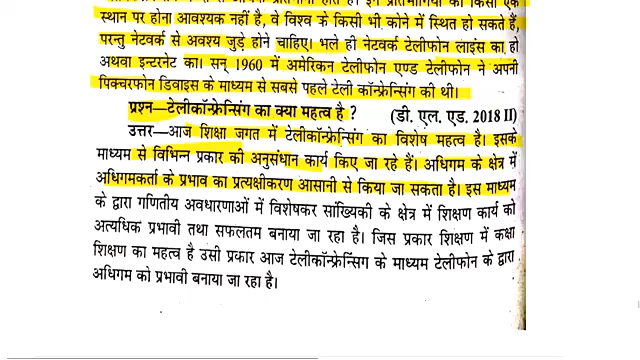 स्थान पर होना आवश्यक नहीं है, वे विश्व के किसी भी कोने में स्थित हो सकते हैं,
परन्तु नेटवर्क से अवश्य जुड़े होने चाहिए। भले ही नेटवर्क टेलीफोन लाइंस का हो
अथवा इन्टरनेट का। सन् 1960 में अमेरिकन टेलीफोन एण्ड टेलीफोन ने अपनी
पिक्चरफोन डिवाइस के माध्यम से सबसे पहले टेली कॉन्फ्रेन्सिंग की थी।
प्रश्न—टेलीकॉन्फ्रेन्सिंग का क्या महत्व है ? (डी. एल. एड. 2018 II)
उत्तर— आज शिक्षा जगत में टेलीकॉन्फ्रेन्सिंग का विशेष महत्व है। इसके
माध्यम से विभिन्न प्रकार की अनुसंधान कार्य किए जा रहे हैं। अधिगम के क्षेत्र में
अधिगमकर्ता के प्रभाव का प्रत्यक्षीकरण आसानी से किया जा सकता है। इस माध्यम
के द्वारा गणितीय अवधारणाओं में विशेषकर सांख्यिकी के क्षेत्र में शिक्षण कार्य को
अत्यधिक प्रभावी तथा सफलतम बनाया जा रहा है। जिस प्रकार शिक्षण में कक्षा
शिक्षण का महत्व है उसी प्रकार आज टेलीकॉन्फ्रेन्सिंग के माध्यम टेलीफोन के द्वारा
अधिगम को प्रभावी बनाया जा रहा है।